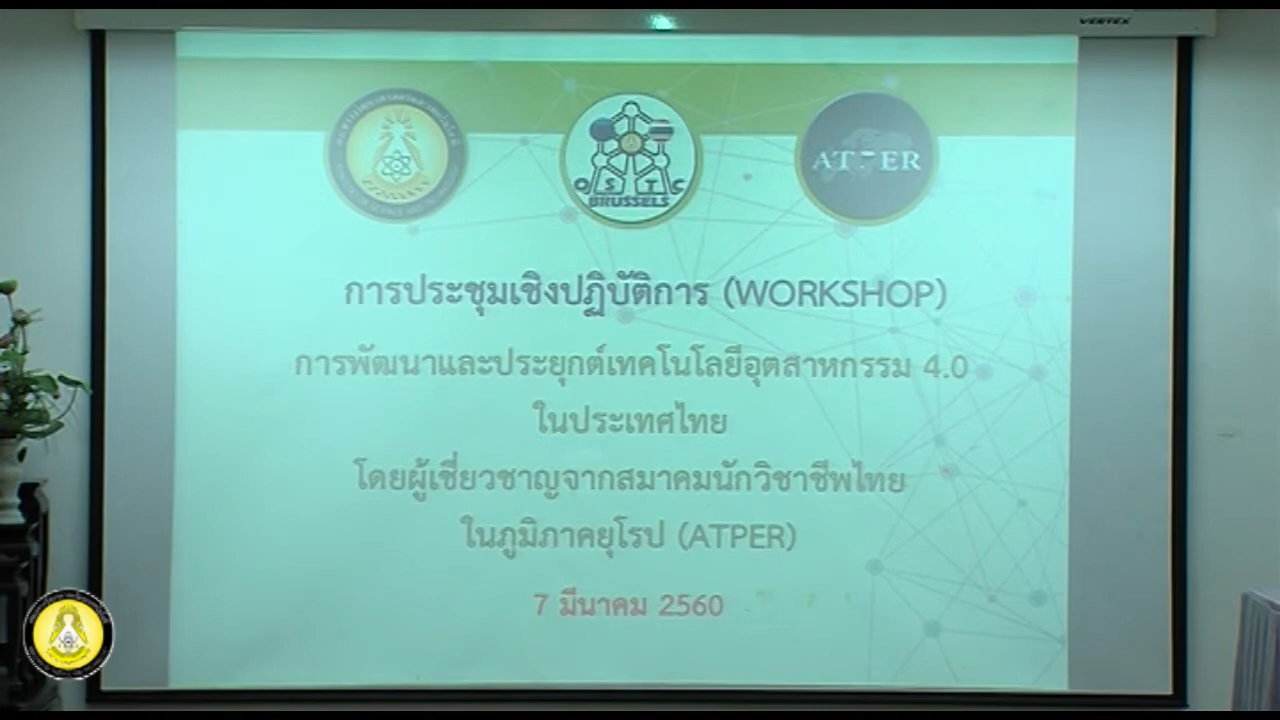 VERTEX
O S T C
BRUSSELS
ATPER
การประชุมเชิงปฏิบัติการ (WORKSHOP)
การพัฒนาและประยุกต์เทคโนโลยีอุตสาหกรรม 4.0
ในประเทศไทย
โดยผู้เชี่ยวชาญจากสมาคมนักวิชาชีพไทย
ในภูมิภาคยุโรป (ATPER)
7 มีนาคม 2560